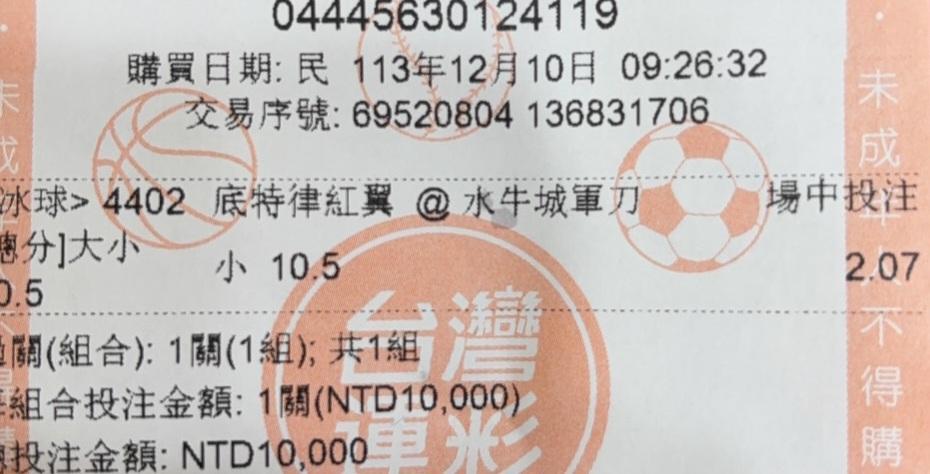 04445630124119
購買日期: 民 113年12月10日 09:26:32
交易序號: 69520804 136831706
冰球> 4402 底特律紅翼 @ 水牛城軍刀 場中投注
總分]大小
小 10.5 2.07
0.5
關(組合): 1關(1組); 共1組
組合投注金額: 1關(NTD10,000)
投注金額: NTD10,000
台灣
運彩
未成年人不得購